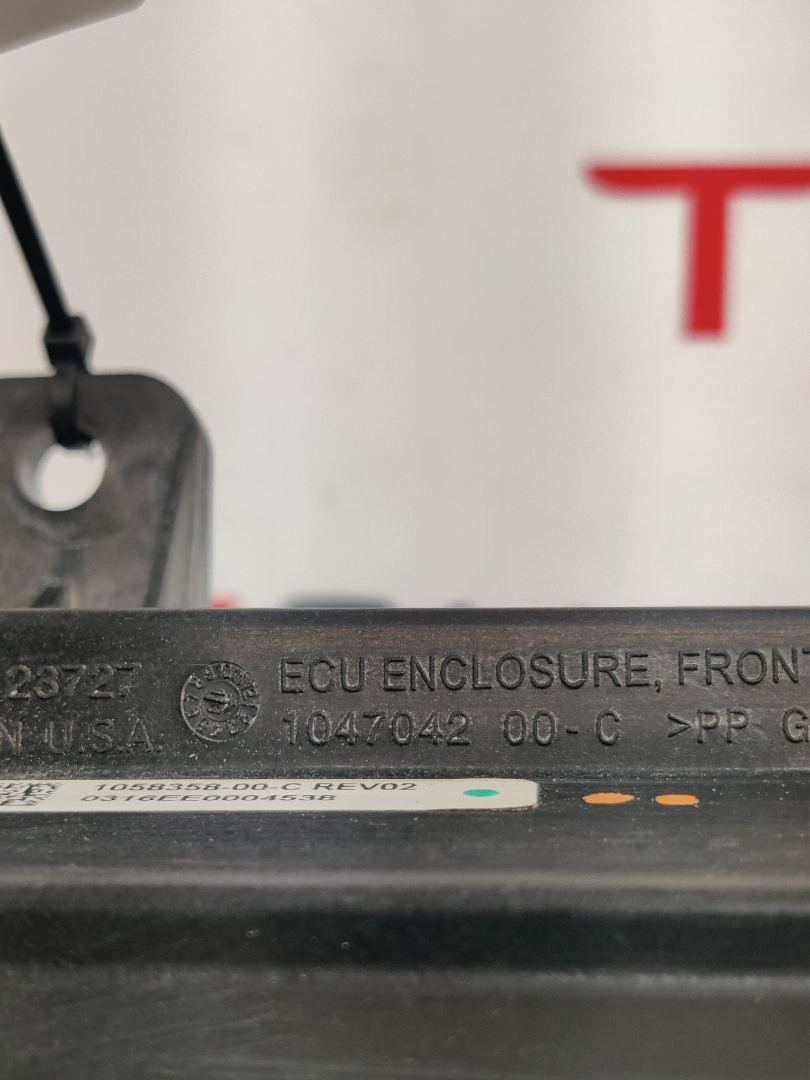 T
23727 ECU ENCLOSURE, FRONT
N U.S.A. 1047042 00-C >PP G
1058358-00-C REV02
0316EE0004538